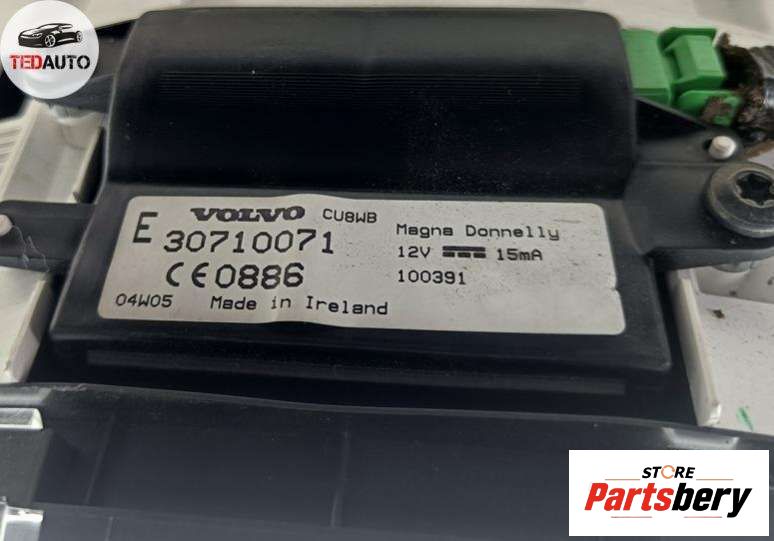 TEDAUTO
VOLVO CU8WB
E 30710071
CE0886
04W05 Made in Ireland
Magna Donnelly
12V 15mA
100391
STORE
Partsbery